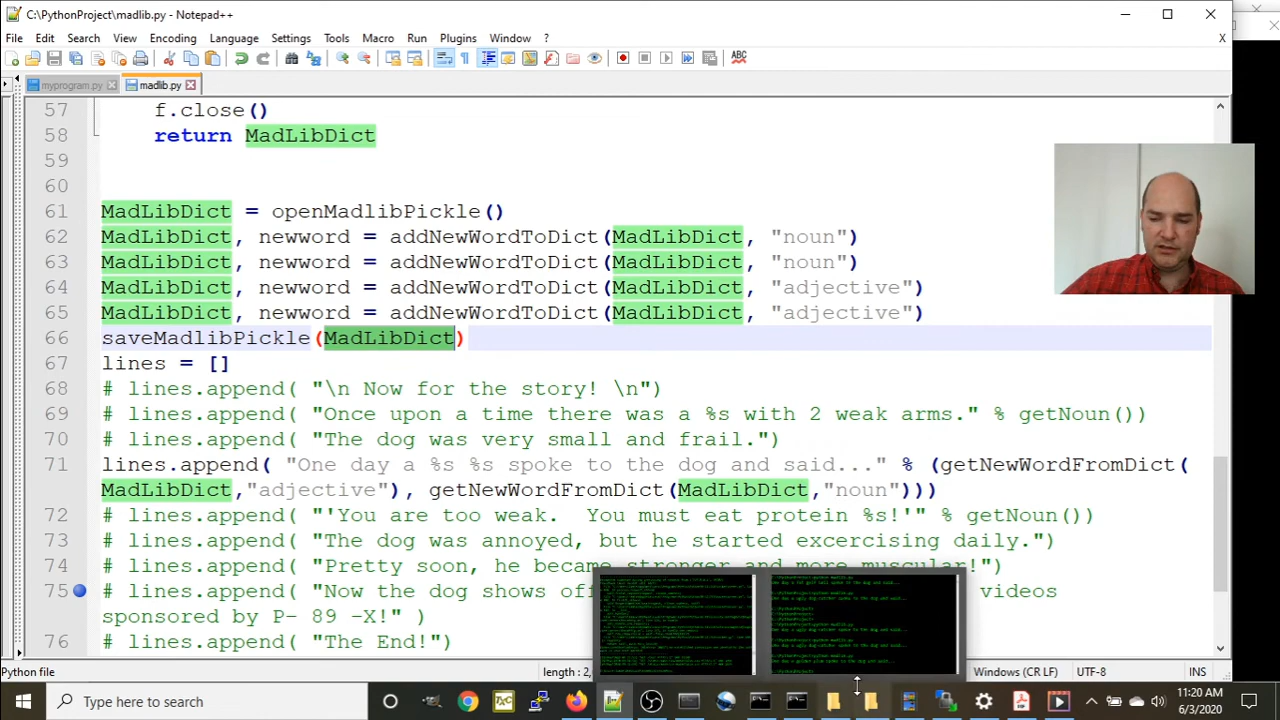 C:\PythonProject\madlib.py - Notepad++
File Edit Search View Encoding Language Settings Tools Macro Run Plugins Window ? X
myprogram.py madlib.py
57 f.close()
58 return MadLibDict
59
60
61 MadLibDict = openMadlibPickle()
62 MadLibDict, newword = addNewWordToDict(MadLibDict, "noun")
63 MadLibDict, newword = addNewWordToDict(MadLibDict, "noun")
64 MadLibDict, newword = addNewWordToDict(MadLibDict, "adjective")
65 MadLibDict, newword = addNewWordToDict(MadLibDict, "adjective")
66 saveMadlibPickle(MadLibDict)
67 lines = []
68 # lines.append( "\n Now for the story! \n")
69 # lines.append( "Once upon a time there was a %s with 2 weak arms." % getNoun())
70 # lines.append( "The dog was very small and frail.")
71 lines.append( "One day a %s %s spoke to the dog and said..." % (getNewWordFromDict(
MadLibDict,"adjective"), getNewWordFromDict(MadLibDict,"noun")))
72 # lines.append( "'You are too weak. You must eat protein %s!'" % getNoun())
73 # lines.append( "The dog was annoyed, but he started excercising daily.")
74 # lines.append( "Pretty soon, he became stronger and more muscular!")
# lines.append( "Now the dog shows off videos
sponsored by P- 89-
# lines.append( "The End")
Python file length: 2, Windows (CR LF) UTF-8 INS
Type here to search
11:20 AM
6/3/2020